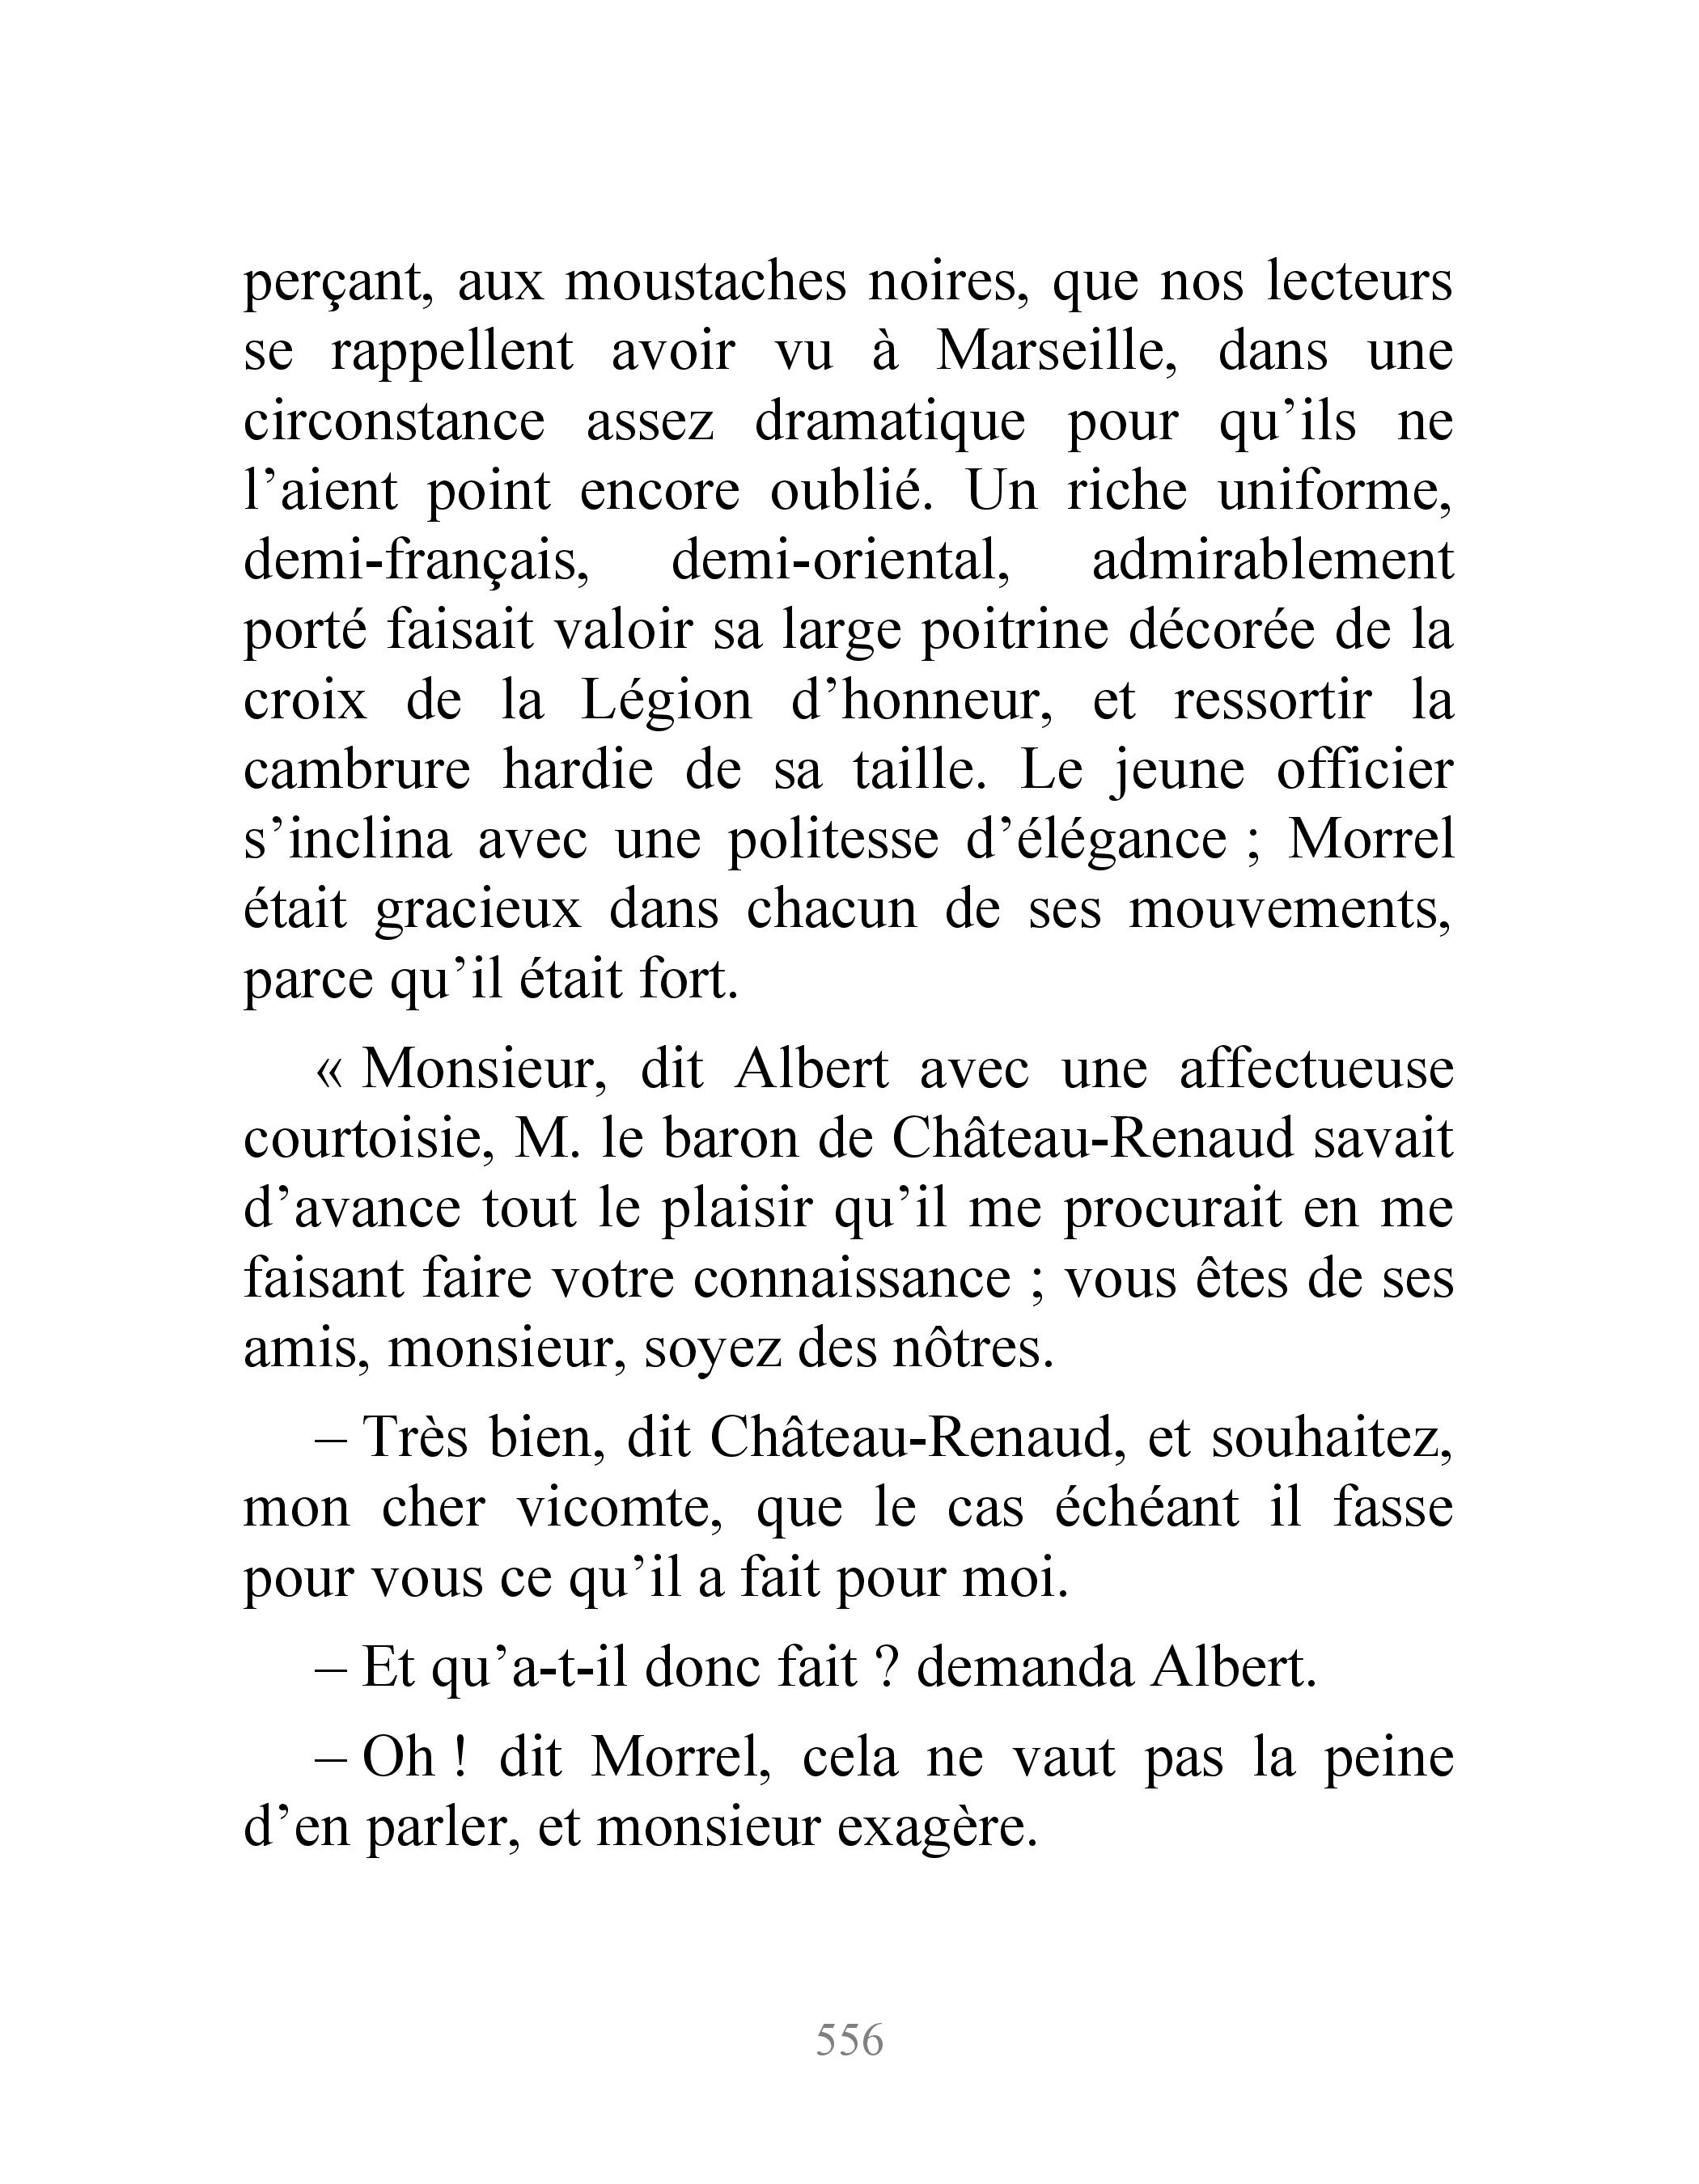 perçant, aux moustaches noires, que nos lecteurs
se rappellent avoir vu à Marseille, dans une
circonstance assez dramatique pour qu’ils ne
l’aient point encore oublié. Un riche uniforme,
demi-français, demi-oriental, admirablement
porté faisait valoir sa large poitrine décorée de la
croix de la Légion d’honneur, et ressortir la
cambrure hardie de sa taille. Le jeune officier
s’inclina avec une politesse d’élégance ; Morrel
était gracieux dans chacun de ses mouvements,
parce qu’il était fort.
« Monsieur, dit Albert avec une affectueuse
courtoisie, M. le baron de Château-Renaud savait
d’avance tout le plaisir qu’il me procurait en me
faisant faire votre connaissance ; vous êtes de ses
amis, monsieur, soyez des nôtres.
– Très bien, dit Château-Renaud, et souhaitez,
mon cher vicomte, que le cas échéant il fasse
pour vous ce qu’il a fait pour moi.
– Et qu’a-t-il donc fait ? demanda Albert.
– Oh ! dit Morrel, cela ne vaut pas la peine
d’en parler, et monsieur exagère.
556